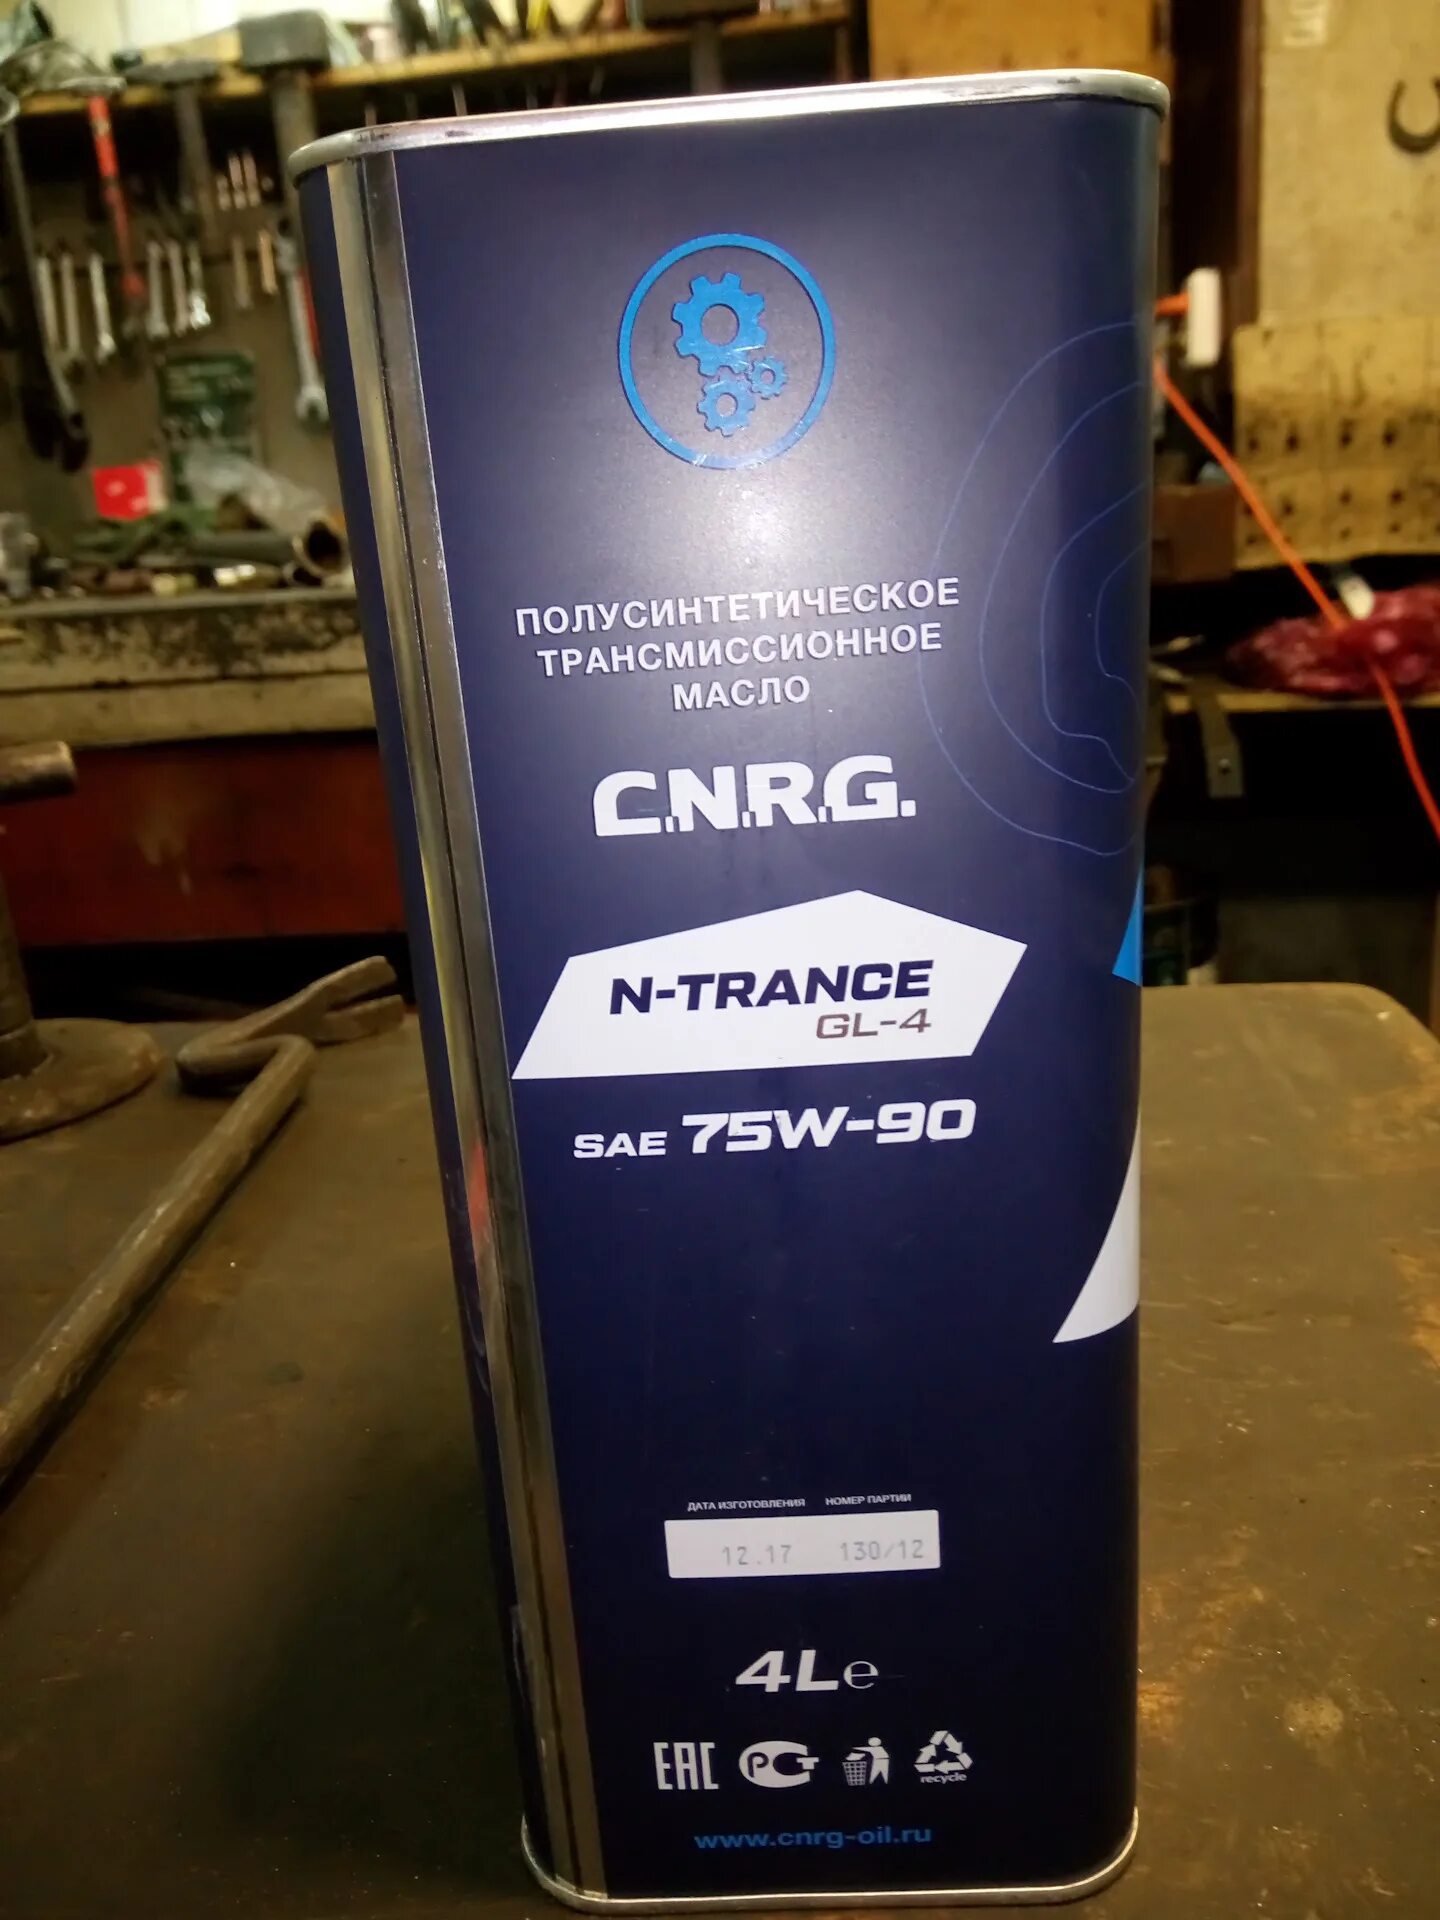 ПОЛУСИНТЕТИЧЕСКОЕ
ТРАНСМИССИОННОЕ
МАСЛО
C.N.R.G.
N-TRANCE
GL-4
SAE 75W-90
ДАТА ИЗГОТОВЛЕНИЯ НОМЕР ПАРТИИ
12.17 130/12
4L e
EAC РСТ recycle
www.cnrg-oil.ru